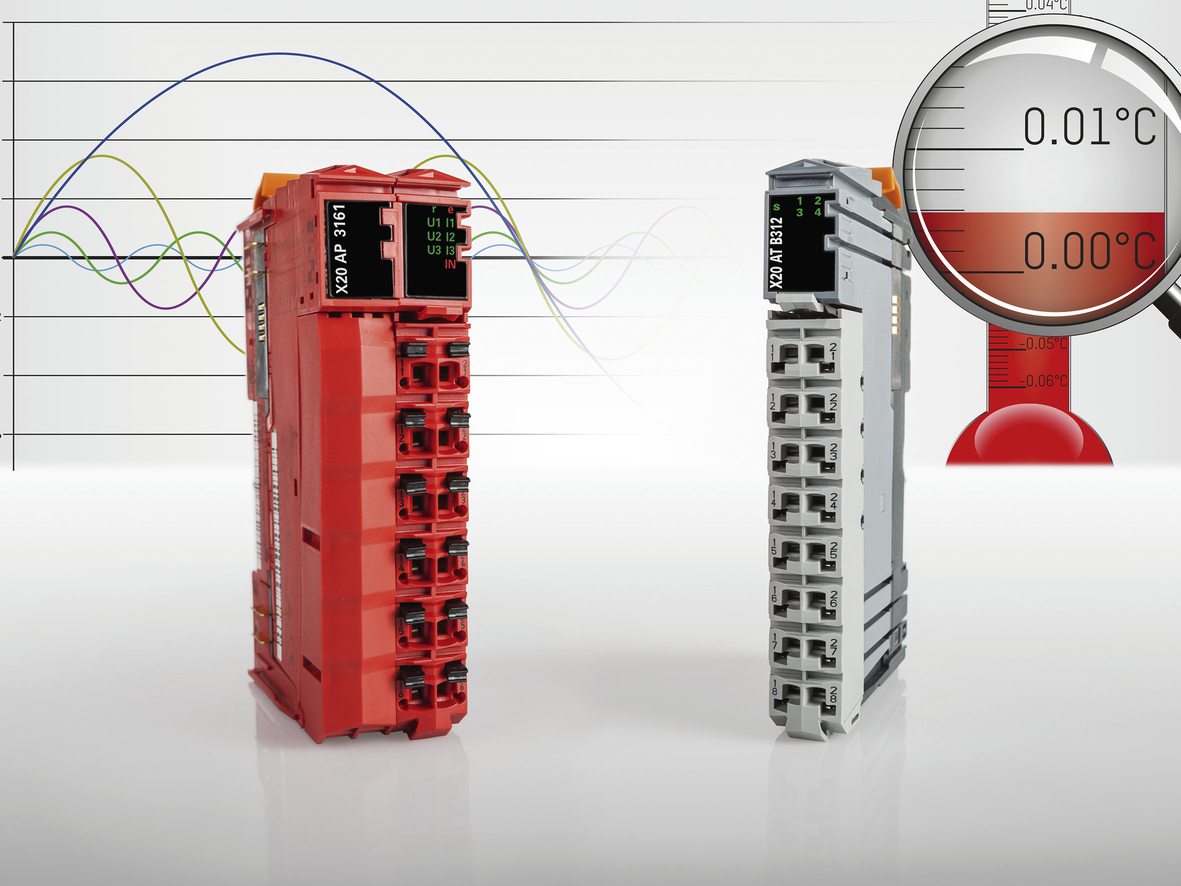 0.04°C
0.01°C
0.00°C
-0.05°C
-0.06°C
X20 AP 3161
r e
U1 I1
U2 I2
U3 I3
IN
X20 AT B312
s 1 2
3 4
1 2
1 1
1 2
2 2
1 2
3 3
1 2
4 4
1 2
5 5
1 2
6 6
1 2
7 7
1 2
8 8